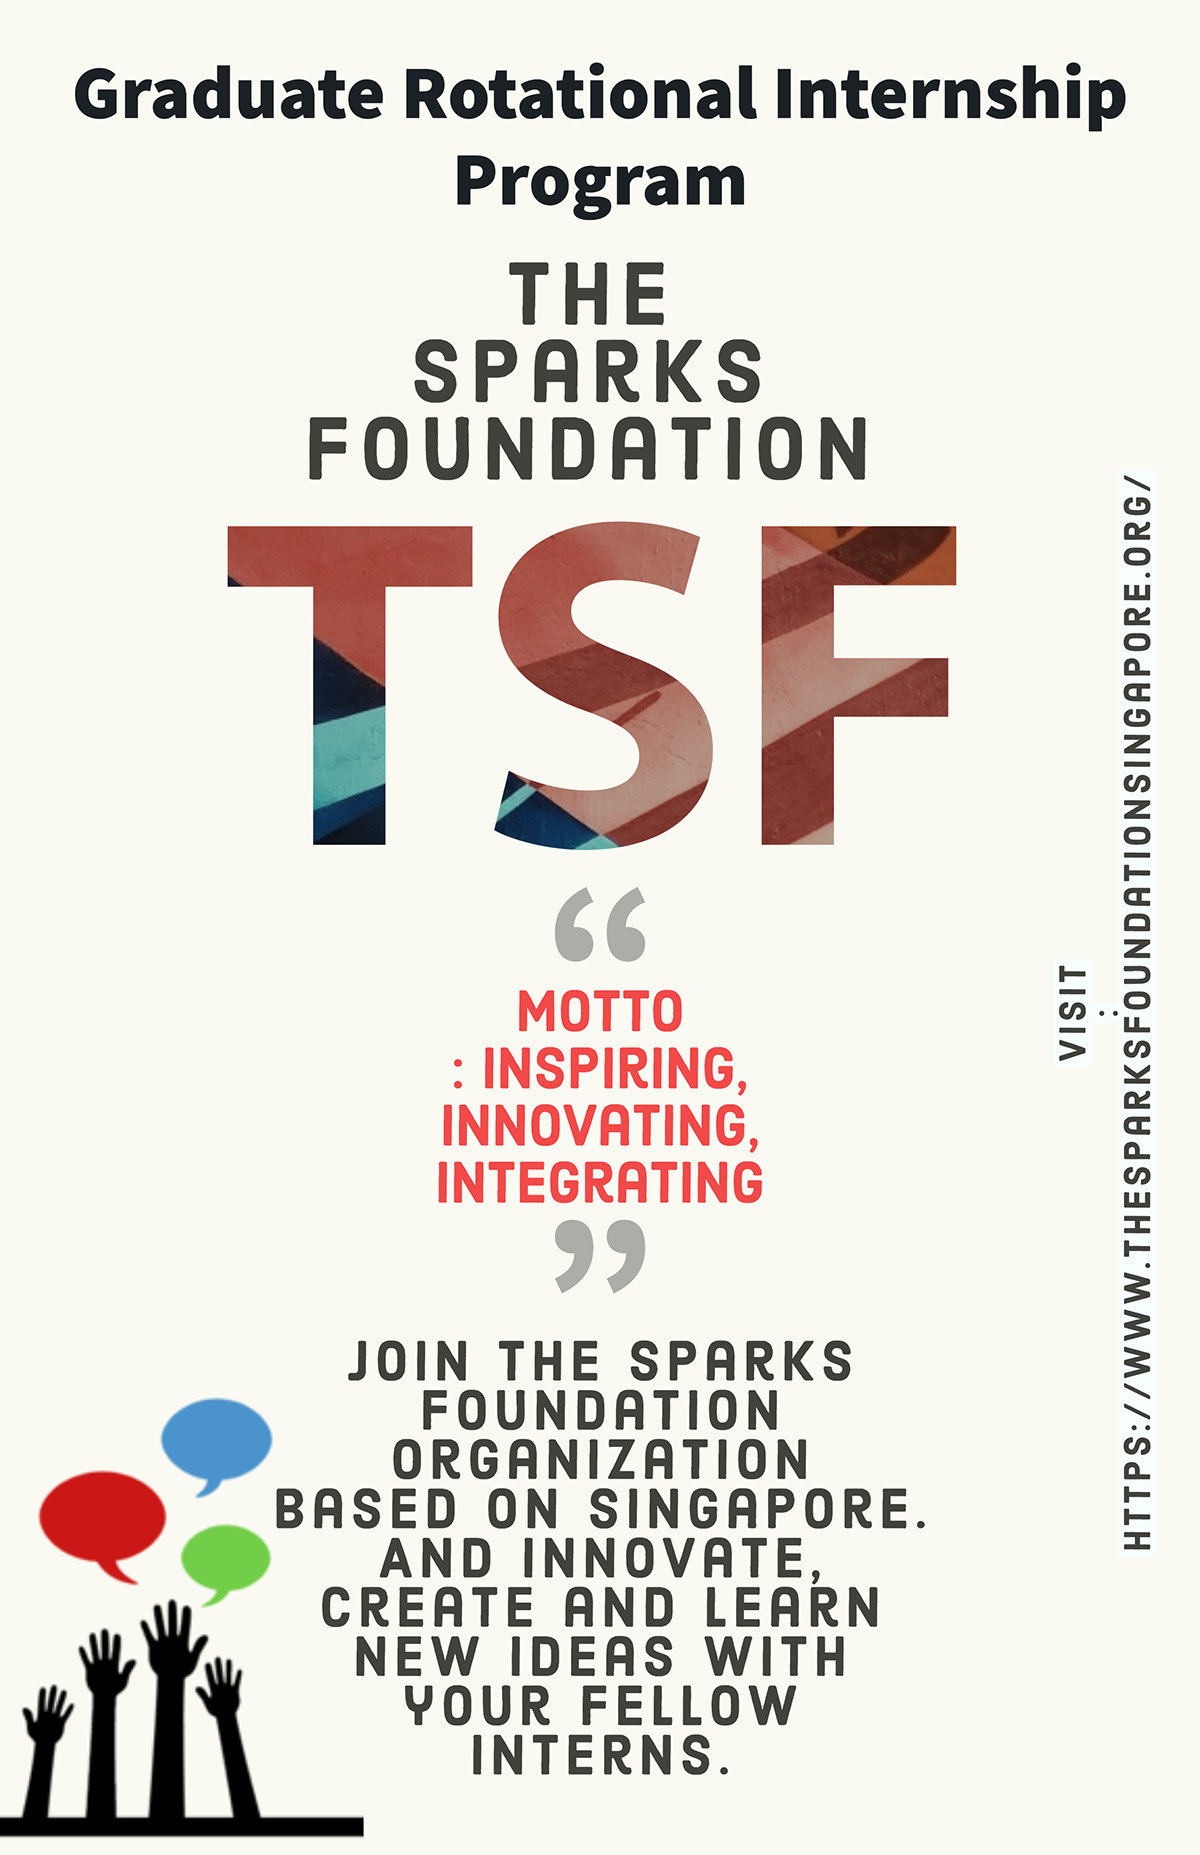 Graduate Rotational Internship
Program
THE
SPARKS
FOUNDATION
TSF
“
MOTTO
: INSPIRING,
INNOVATING,
INTEGRATING
”
JOIN THE SPARKS
FOUNDATION
ORGANIZATION
BASED ON SINGAPORE.
AND INNOVATE,
CREATE AND LEARN
NEW IDEAS WITH
YOUR FELLOW
INTERNS.
VISIT
:
HTTPS://WWW.THESPARKSFOUNDATIONSINGAPORE.ORG/